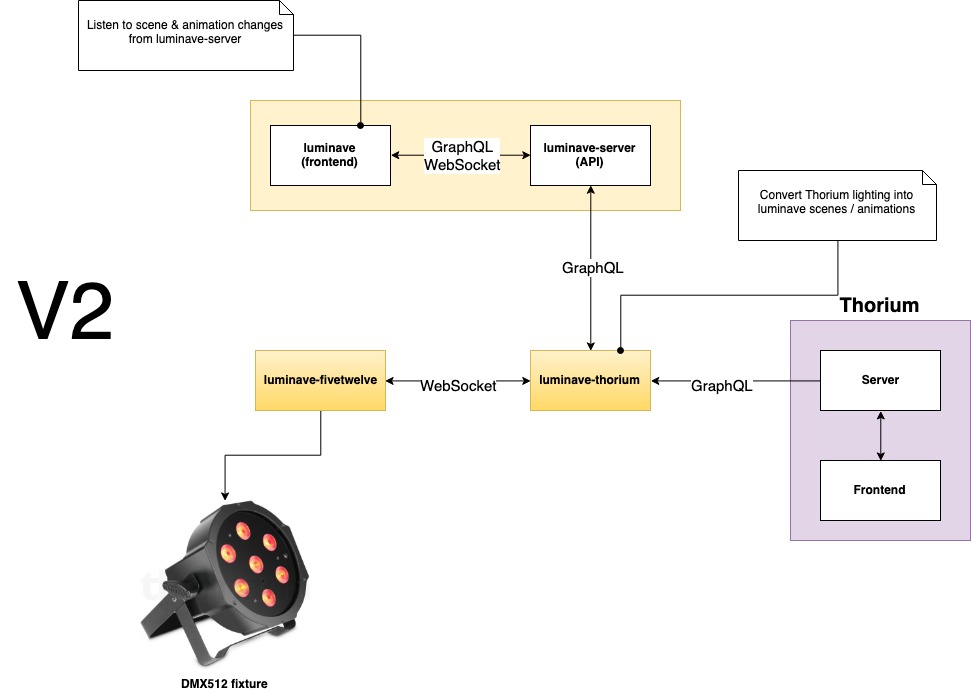 Listen to scene & animation changes
from luminave-server
luminave
(frontend)
GraphQL
WebSocket
luminave-server
(API)
Convert Thorium lighting into
luminave scenes / animations
GraphQL
V2
Thorium
luminave-fivetwelve
WebSocket
luminave-thorium
GraphQL
Server
Frontend
DMX512 fixture